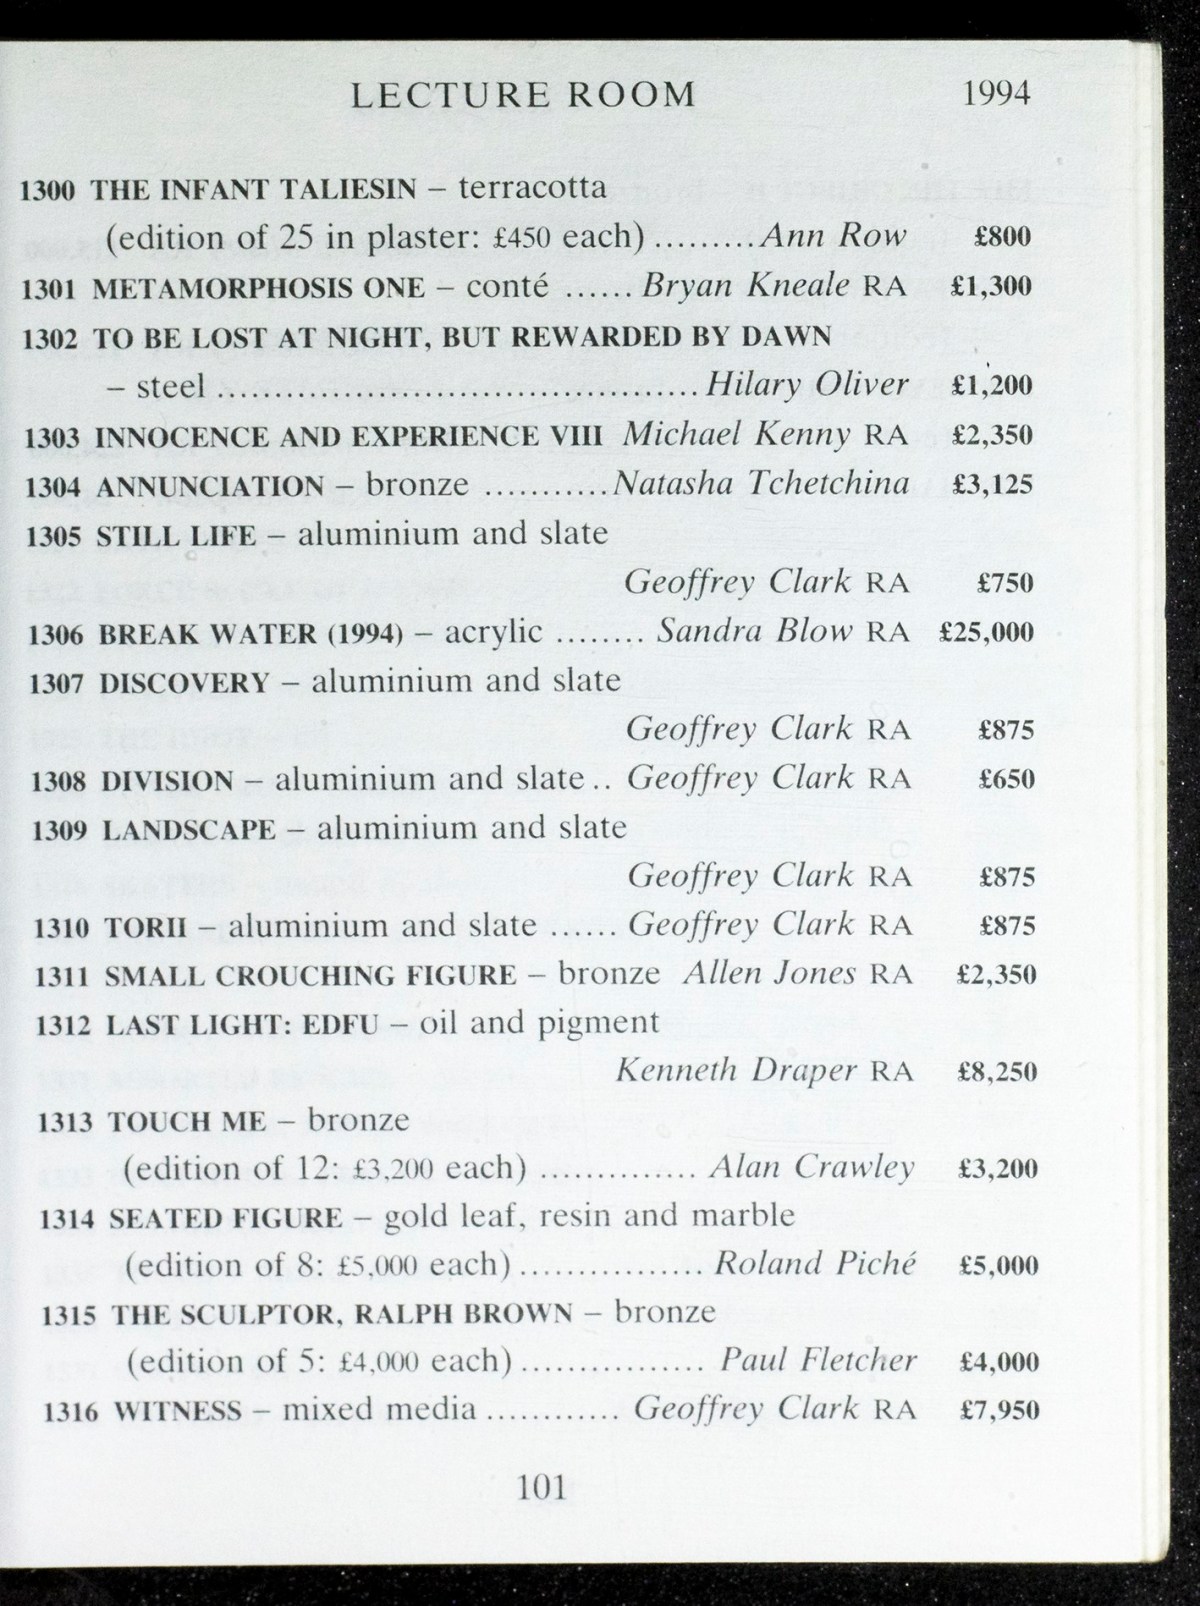 LECTURE ROOM 1994
1300 THE INFANT TALIESIN – terracotta
(edition of 25 in plaster: £450 each) ......... Ann Row £800
1301 METAMORPHOSIS ONE – conté ...... Bryan Kneale RA £1,300
1302 TO BE LOST AT NIGHT, BUT REWARDED BY DAWN
– steel ......................................... Hilary Oliver £1,200
1303 INNOCENCE AND EXPERIENCE VIII Michael Kenny RA £2,350
1304 ANNUNCIATION – bronze ........... Natasha Tchetchina £3,125
1305 STILL LIFE – aluminium and slate
Geoffrey Clark RA £750
1306 BREAK WATER (1994) – acrylic ........ Sandra Blow RA £25,000
1307 DISCOVERY – aluminium and slate
Geoffrey Clark RA £875
1308 DIVISION – aluminium and slate .. Geoffrey Clark RA £650
1309 LANDSCAPE – aluminium and slate
Geoffrey Clark RA £875
1310 TORII – aluminium and slate ...... Geoffrey Clark RA £875
1311 SMALL CROUCHING FIGURE – bronze Allen Jones RA £2,350
1312 LAST LIGHT: EDFU – oil and pigment
Kenneth Draper RA £8,250
1313 TOUCH ME – bronze
(edition of 12: £3,200 each) ............. Alan Crawley £3,200
1314 SEATED FIGURE – gold leaf, resin and marble
(edition of 8: £5,000 each) ................ Roland Piché £5,000
1315 THE SCULPTOR, RALPH BROWN – bronze
(edition of 5: £4,000 each) ................ Paul Fletcher £4,000
1316 WITNESS – mixed media ............ Geoffrey Clark RA £7,950
101